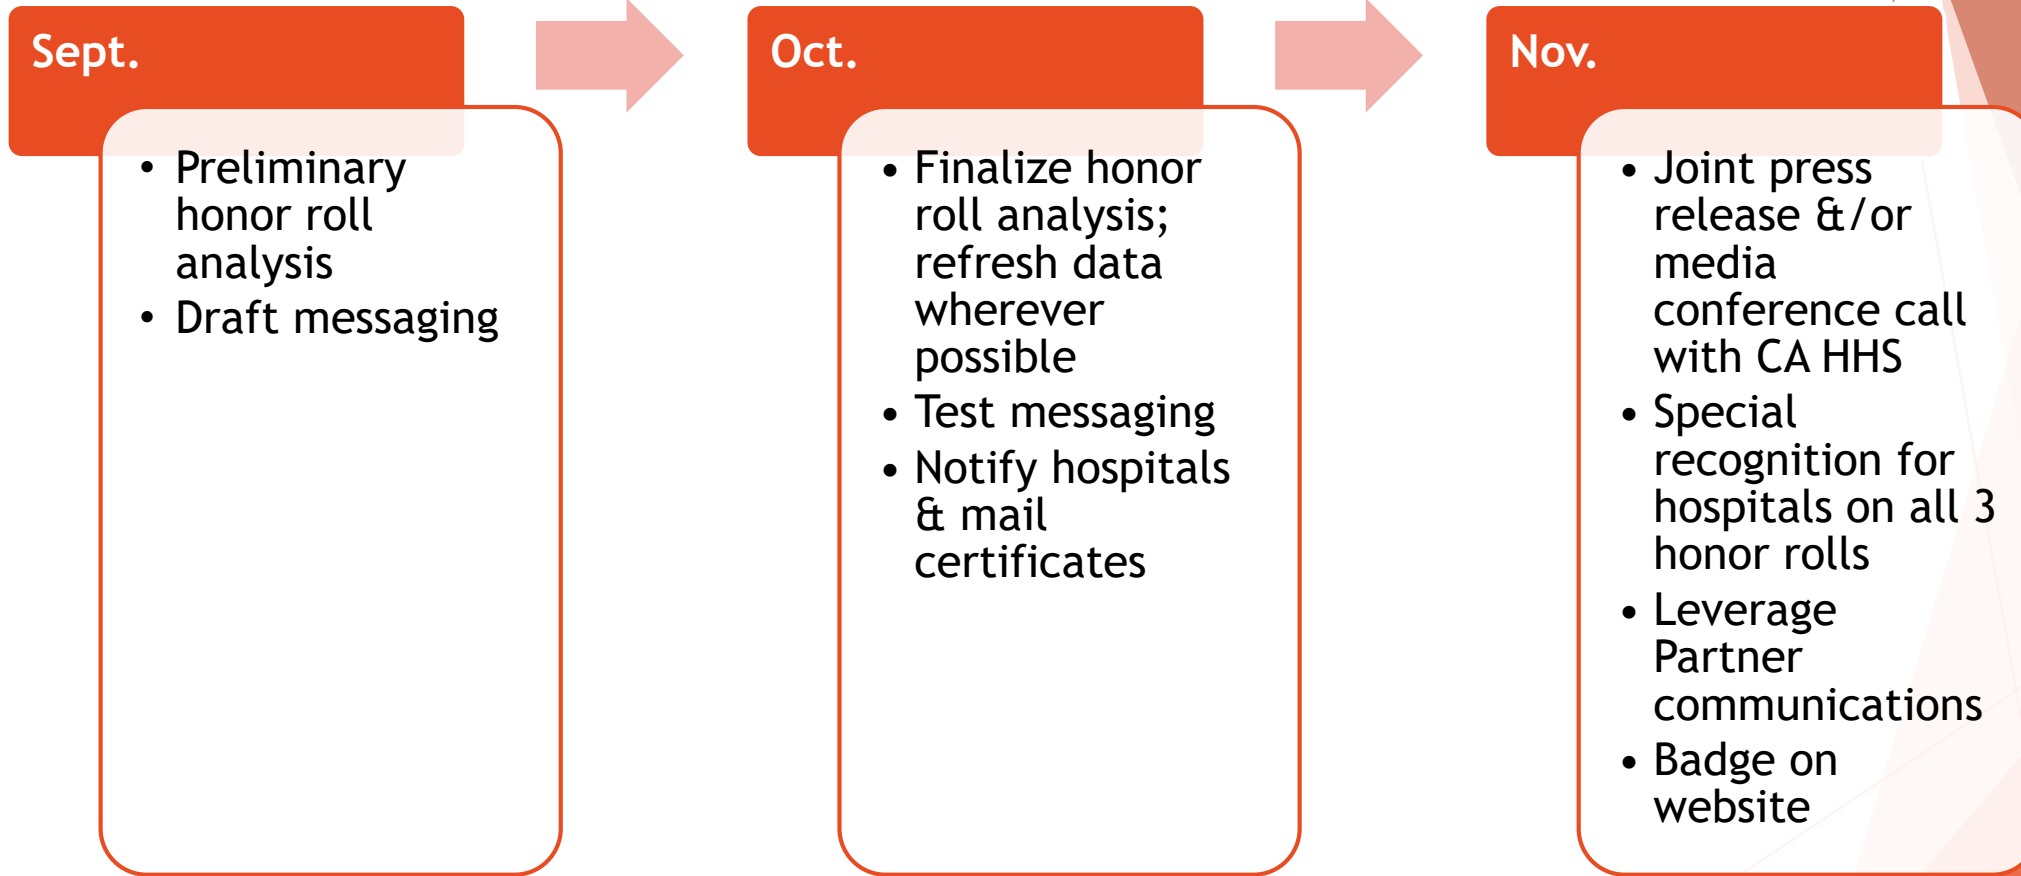 Sept.
• Preliminary
honor roll
analysis
• Draft messaging
Oct.
• Finalize honor
roll analysis;
refresh data
wherever
possible
• Test messaging
• Notify hospitals
& mail
certificates
Nov.
• Joint press
release &/or
media
conference call
with CA HHS
• Special
recognition for
hospitals on all 3
honor rolls
• Leverage
Partner
communications
• Badge on
website